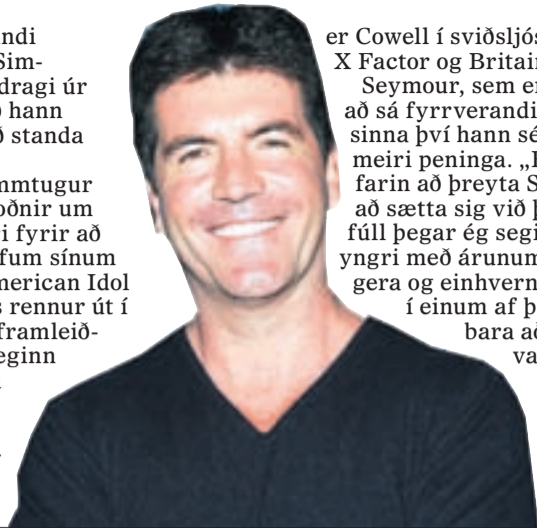 ndi
Sim-
dragi úr
hann
standa
mmtugur
oðnir um
ri fyrir að
fum sínum
merican Idol
s rennur út í
framleið-
eginn
er Cowell í sviðsljós
X Factor og Britain
Seymour, sem er
að sá fyrrverandi
sinna því hann sé
meiri peninga.
farin að þreyta S
að sætta sig við þ
fúll þegar ég segi
yngri með árunum
gera og einhvern
í einum af þ
bara að
va